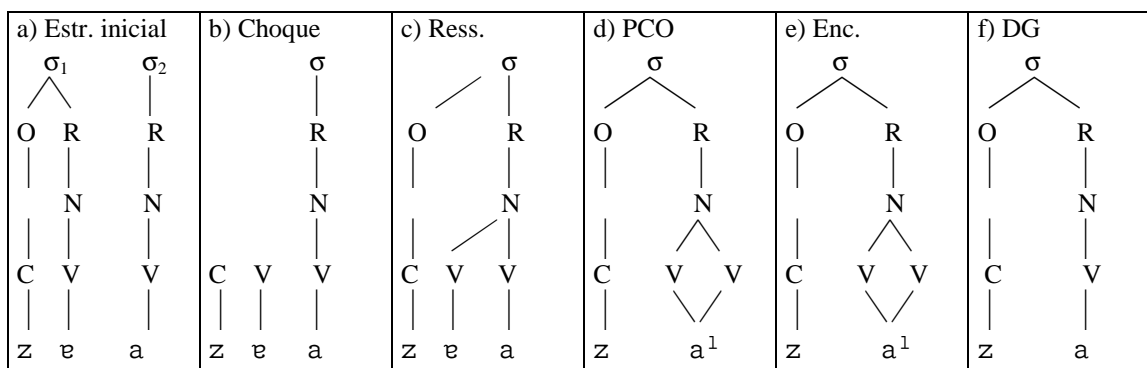 a) Estr. inicial b) Choque c) Ress. d) PCO e) Enc. f) DG
σ₁ σ₂ σ σ σ σ σ
O R R R O R O R O R O R
N N N N N N N
C V V C V V C V V C V V C V V C V
z ɐ a z ɐ a z ɐ a z a¹ z a¹ z a